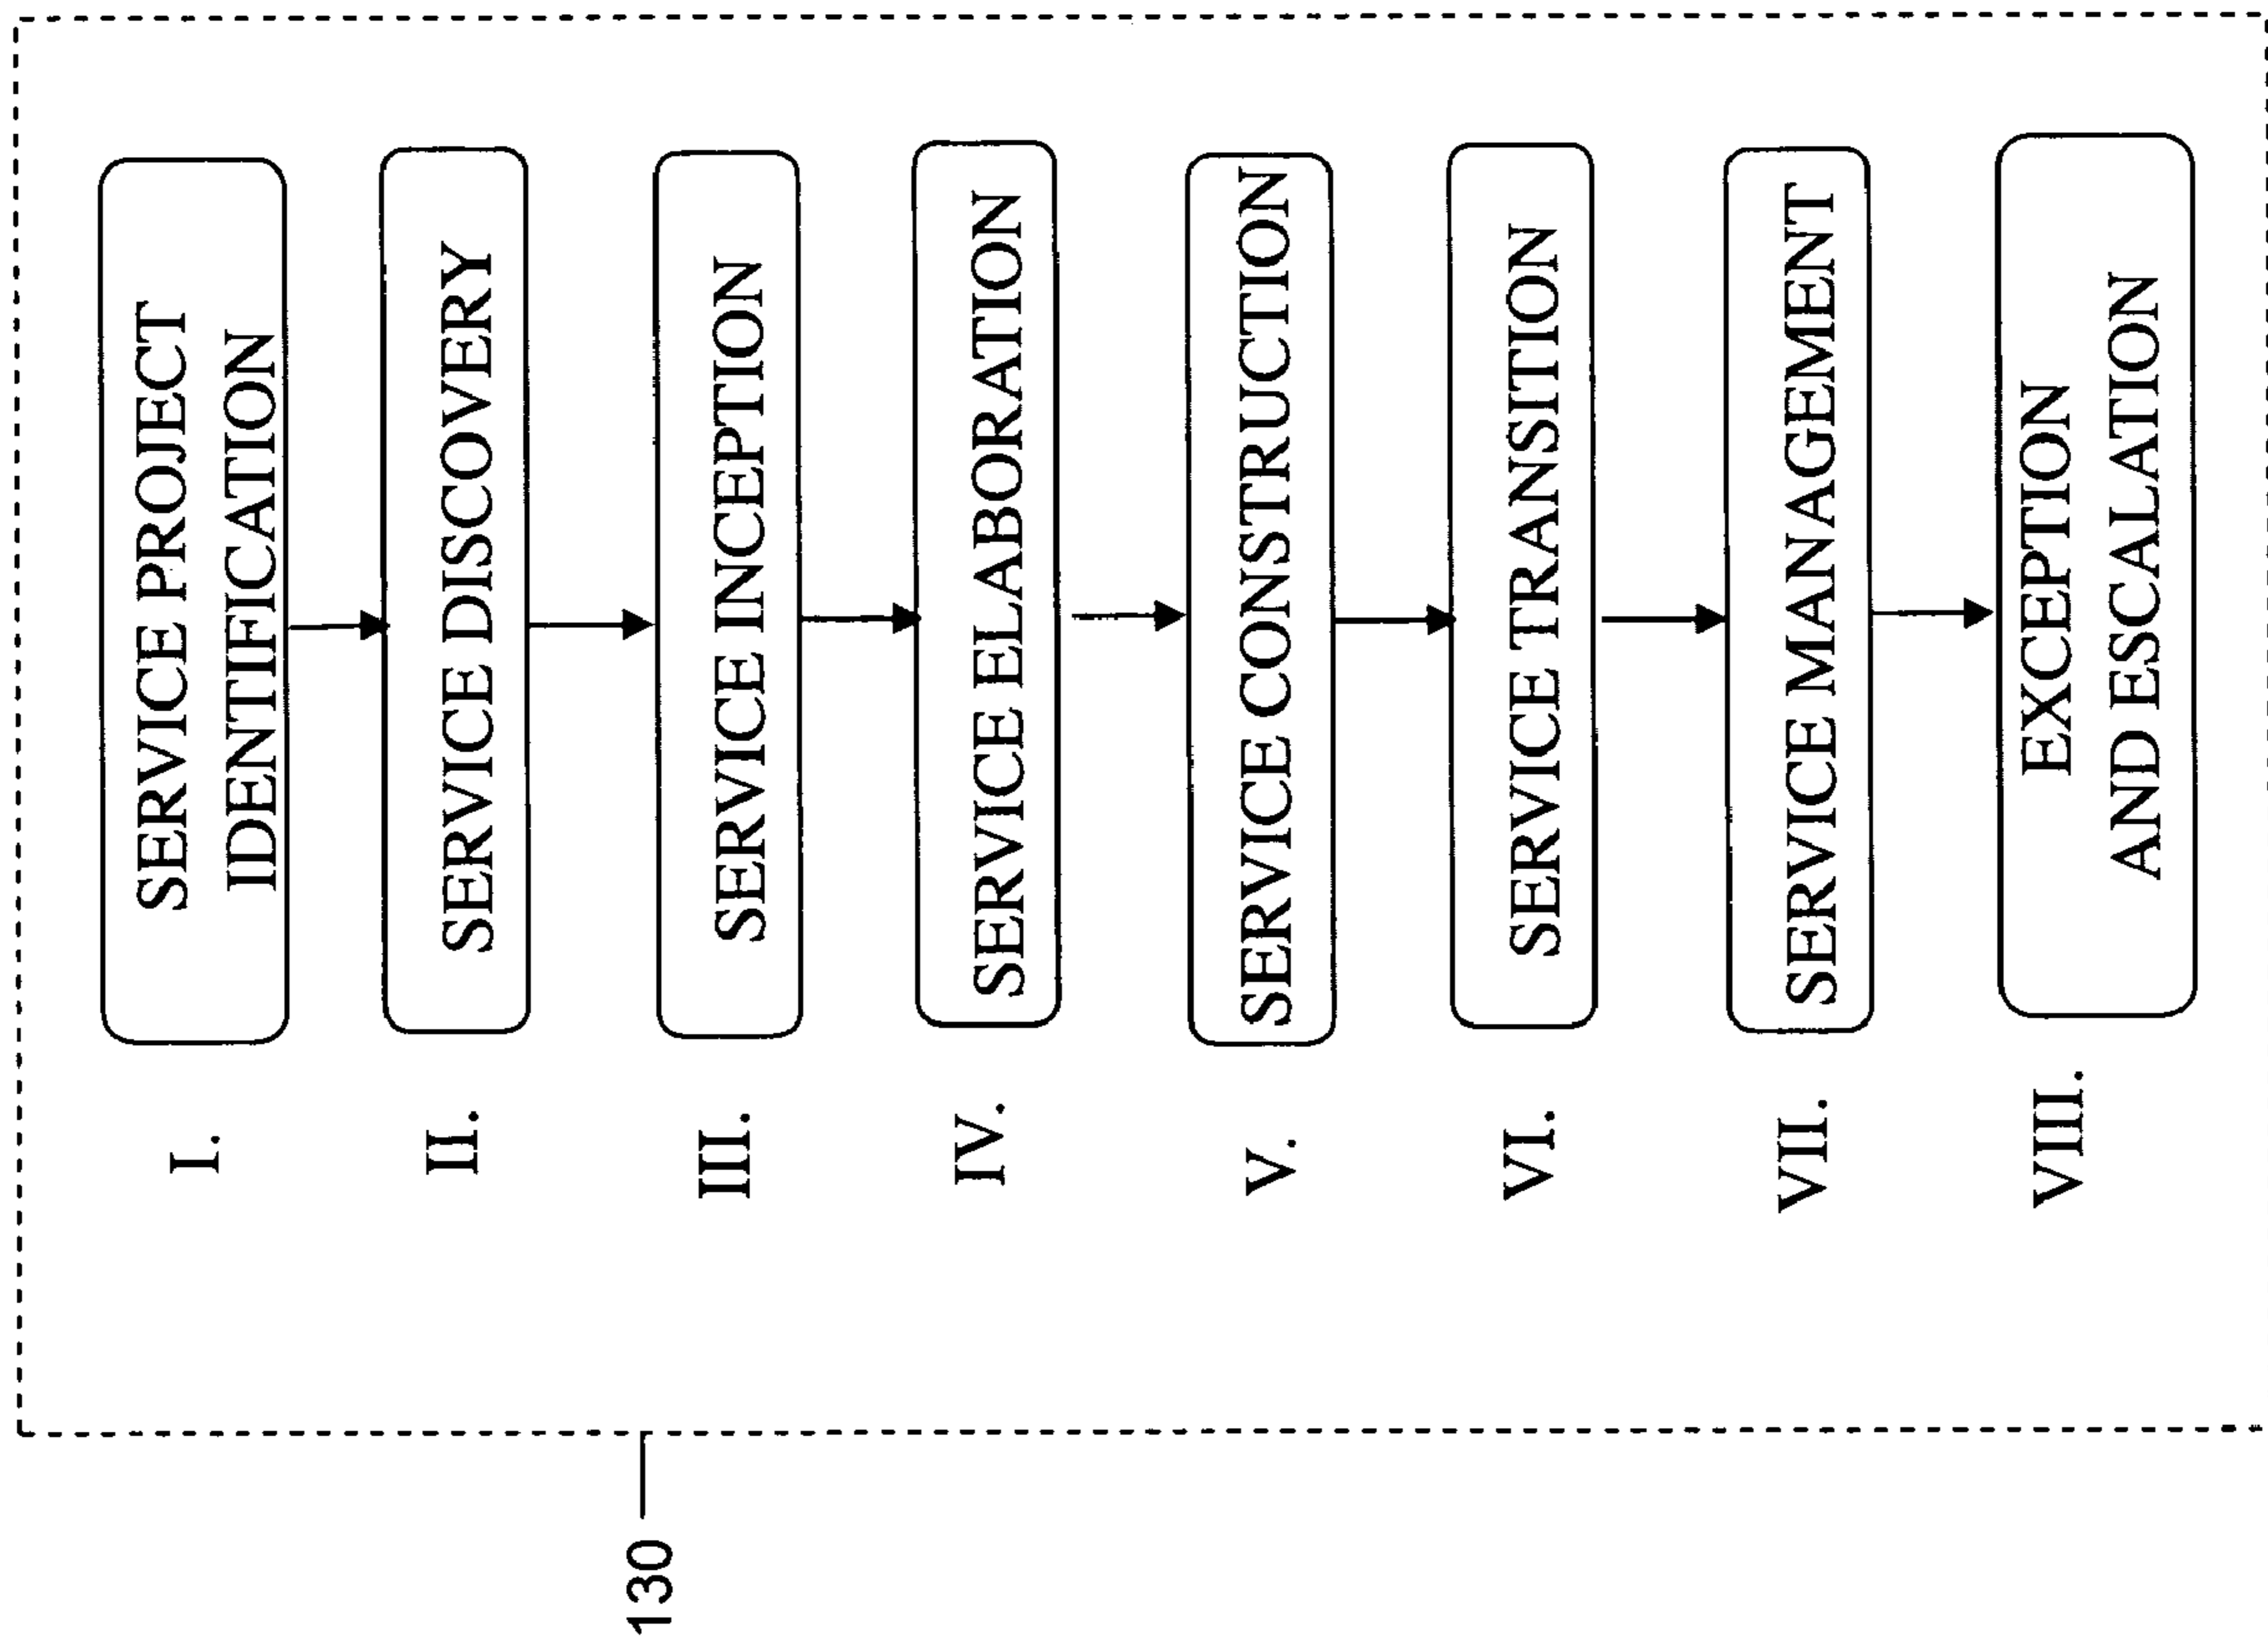 130
I.
SERVICE PROJECT
IDENTIFICATION
II.
SERVICE DISCOVERY
III.
SERVICE INCEPTION
IV.
SERVICE ELABORATION
V.
SERVICE CONSTRUCTION
VI.
SERVICE TRANSITION
VII.
SERVICE MANAGEMENT
VIII.
EXCEPTION
AND ESCALATION